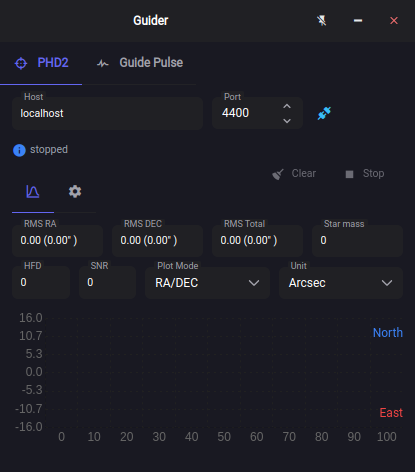 Guider
PHD2 Guide Pulse
Host Port
localhost 4400
stopped
Clear Stop
RMS RA RMS DEC RMS Total Star mass
0.00 (0.00" ) 0.00 (0.00" ) 0.00 (0.00" ) 0
HFD SNR Plot Mode Unit
0 0 RA/DEC Arcsec
16.0
10.7 North
5.3
0.0
-5.3
-10.7 East
-16.0
0 10 20 30 40 50 60 70 80 90 100